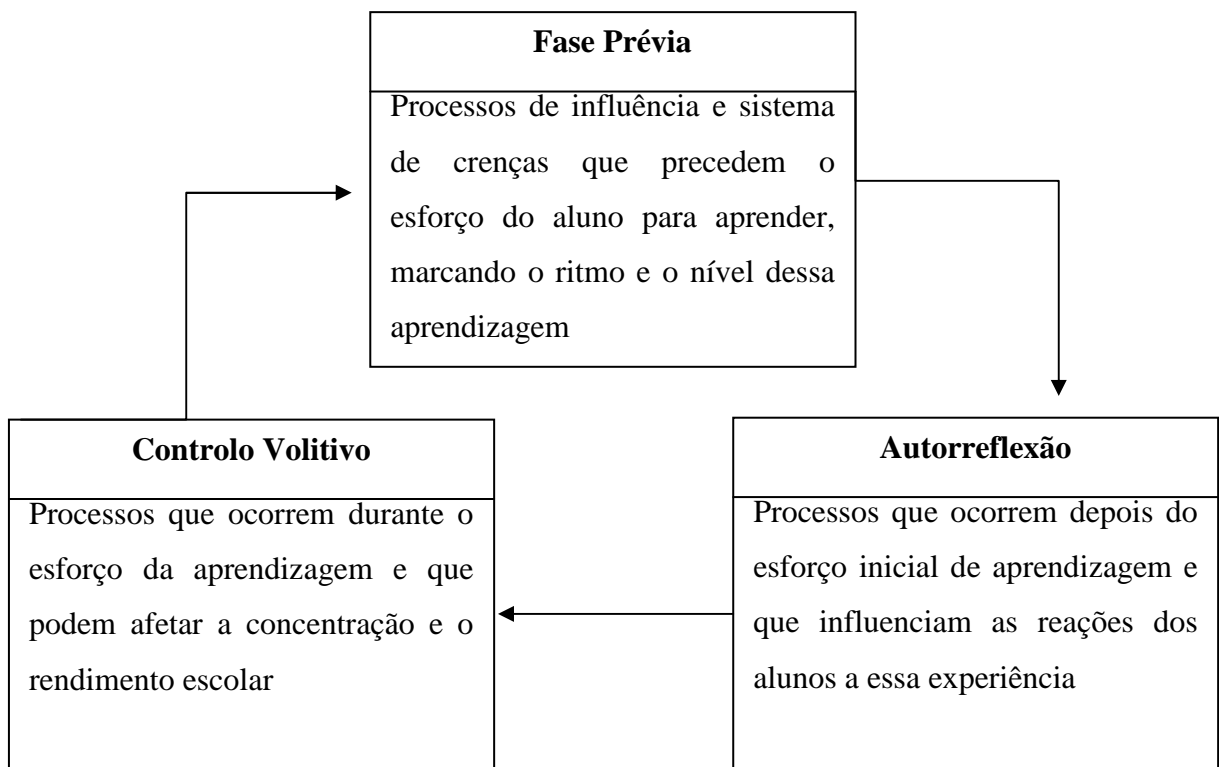 Fase Prévia
Processos de influência e sistema
de crenças que precedem o
esforço do aluno para aprender,
marcando o ritmo e o nível dessa
aprendizagem
Controlo Volitivo
Processos que ocorrem durante o
esforço da aprendizagem e que
podem afetar a concentração e o
rendimento escolar
Autorreflexão
Processos que ocorrem depois do
esforço inicial de aprendizagem e
que influenciam as reações dos
alunos a essa experiência